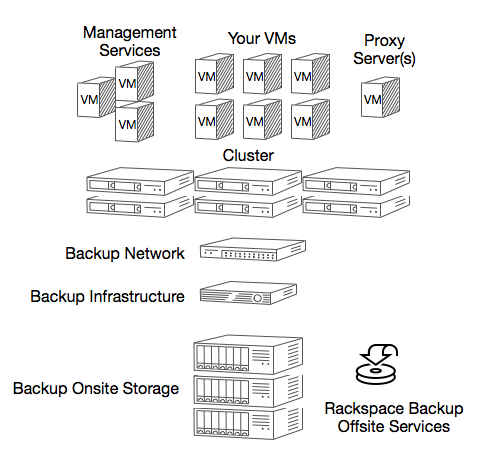 Management
Services
Your VMs
Proxy
Server(s)
VM
VM
VM
VM
VM
VM
VM
VM
VM
VM
Cluster
Backup Network
Backup Infrastructure
Backup Onsite Storage
Rackspace Backup
Offsite Services